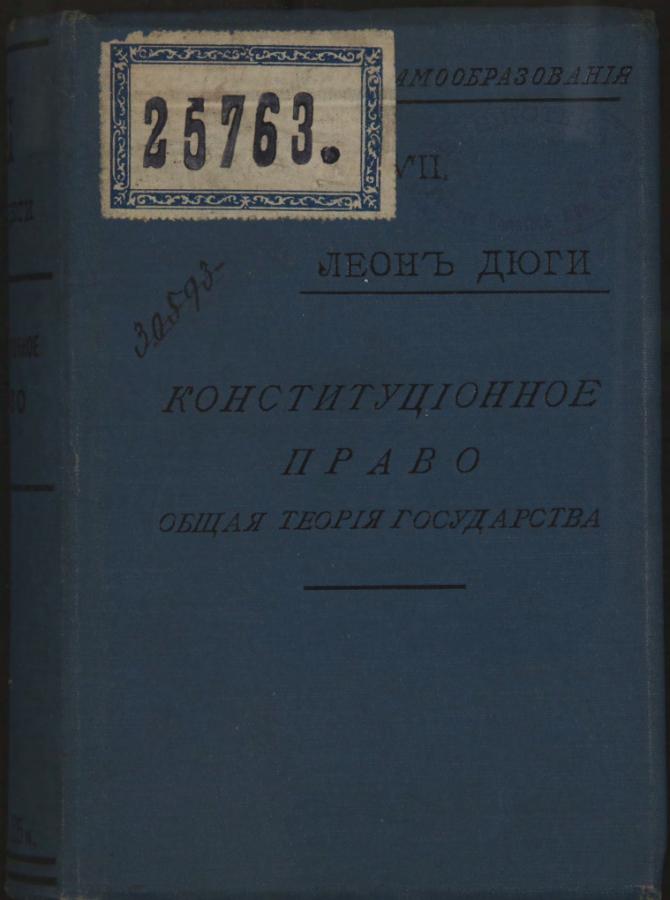 25763.
АМООБРАЗОВАНІЯ
VII.
ЛЕОНЪ ДЮГИ
30593
КОНСТИТУЦІОННОЕ
ПРАВО
ОБЩАЯ ТЕОРІЯ ГОСУДАРСТВА